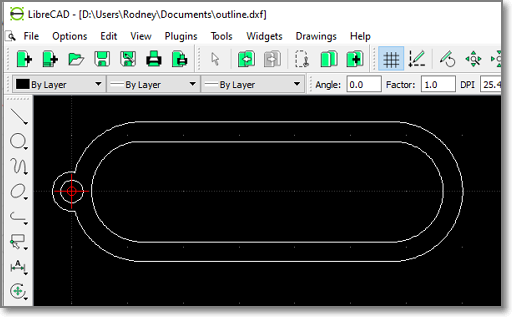 LibreCAD - [D:\Users\Rodney\Documents\outline.dxf]
File Options Edit View Plugins Tools Widgets Drawings Help
By Layer By Layer By Layer Angle: 0.0 Factor: 1.0 DPI 25.4
A